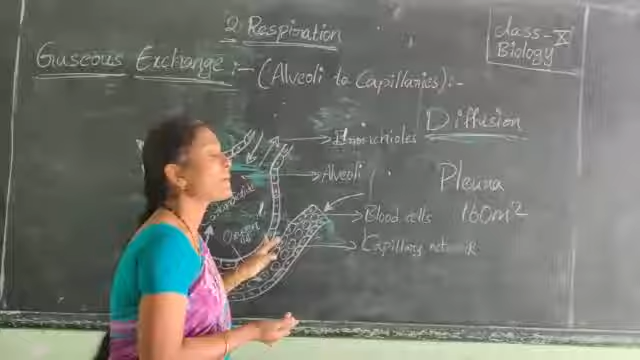 2. Respiration
Class-X
Biology
Gaseous Exchange :- (Alveoli to Capillaries):-
Diffusion
Bronchioles
Alveoli
Pleura
Blood cells
160m²
Capillary network